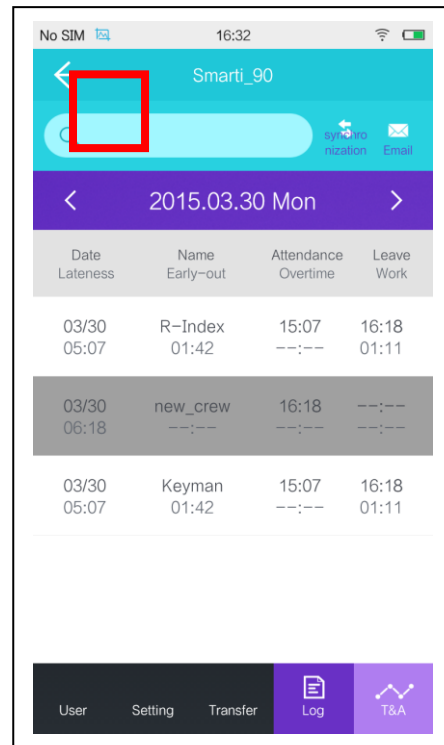 No SIM 16:32
Smarti_90
synchro
nization Email
2015.03.30 Mon
Date Name Attendance Leave
Lateness Early-out Overtime Work
03/30 R-Index 15:07 16:18
05:07 01:42 --:-- 01:11
03/30 new_crew 16:18 --:--
06:18 --:-- --:-- --:--
03/30 Keyman 15:07 16:18
05:07 01:42 --:-- 01:11
User Setting Transfer Log T&A